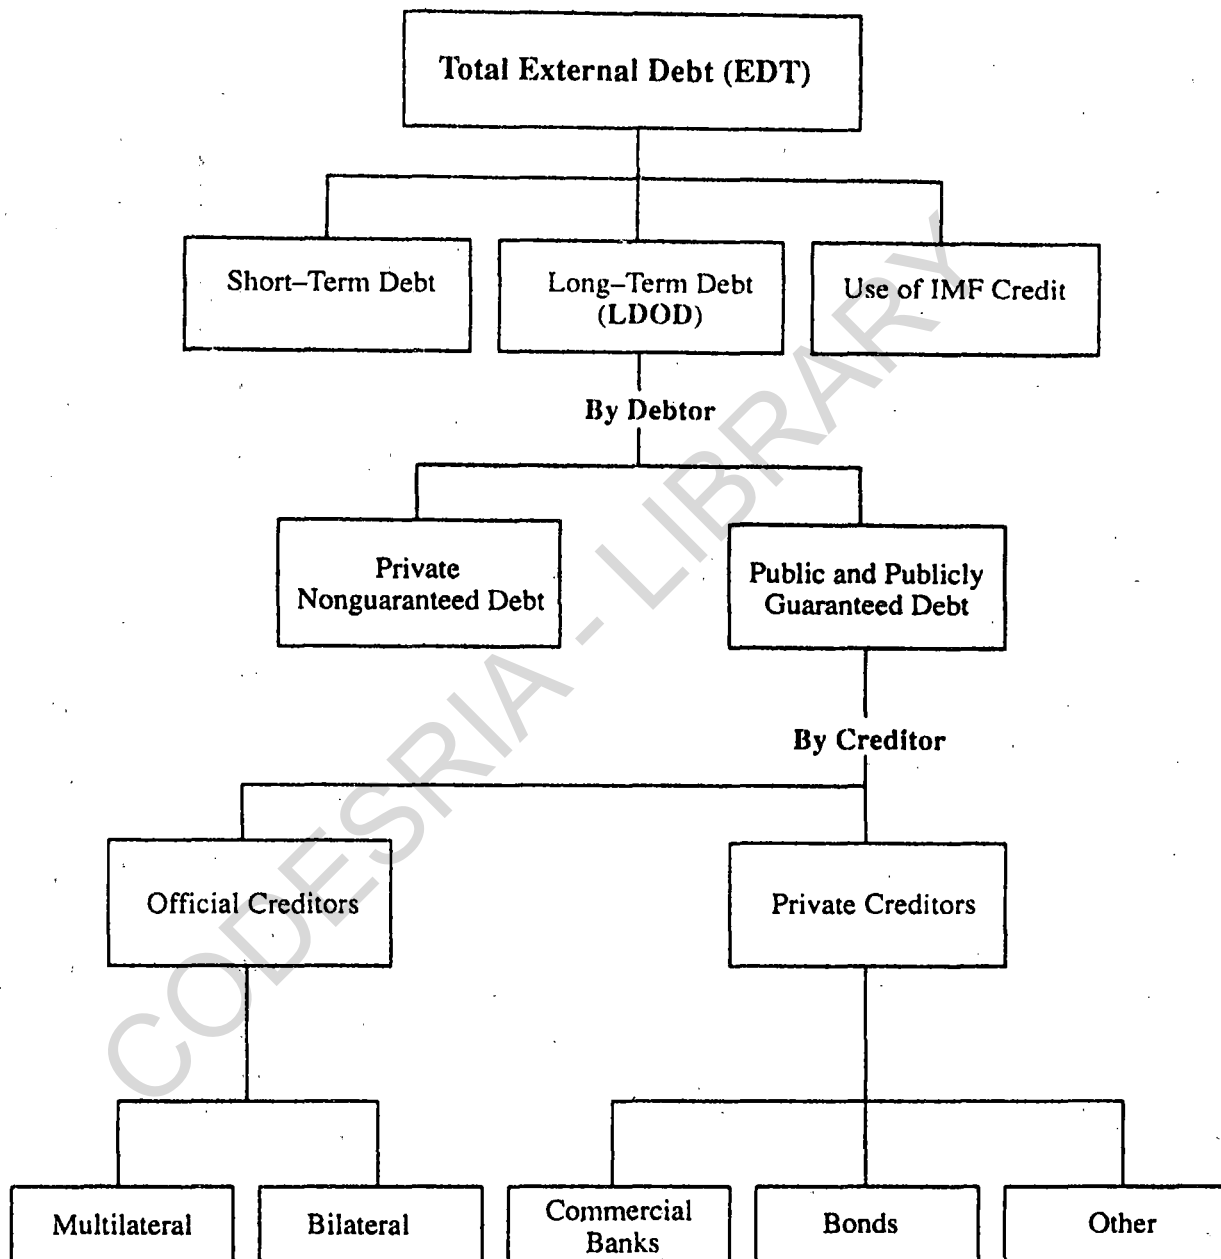 Total External Debt (EDT)
Short–Term Debt
Long–Term Debt
(LDOD)
Use of IMF Credit
By Debtor
Private
Nonguaranteed Debt
Public and Publicly
Guaranteed Debt
By Creditor
Official Creditors
Private Creditors
Multilateral
Bilateral
Commercial
Banks
Bonds
Other
CODESRIA - LIBRARY